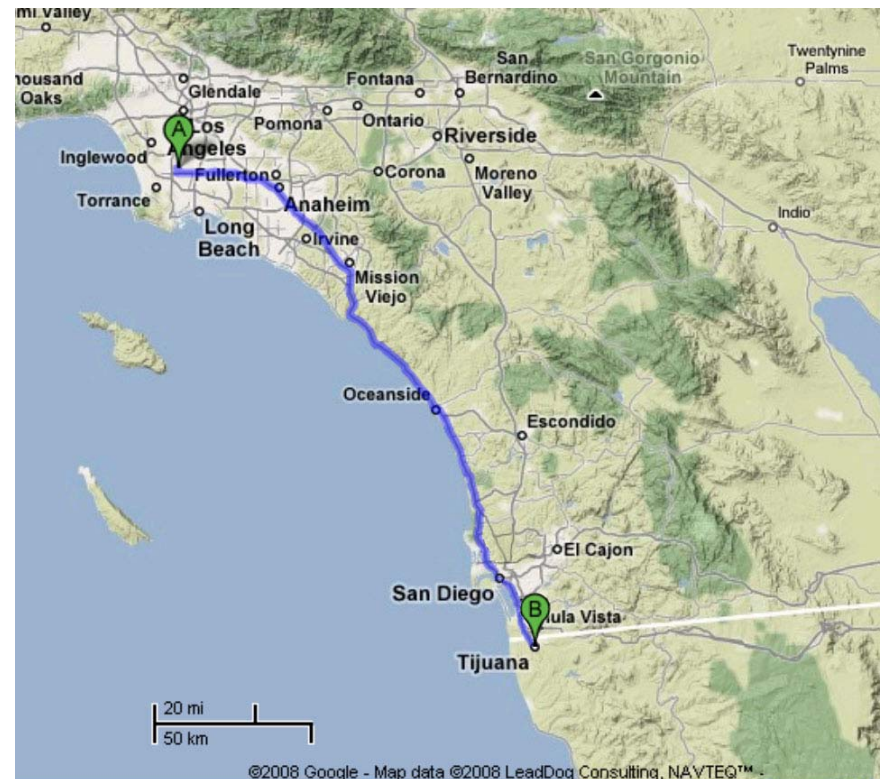 mi Valley
housand
Oaks
Glendale
Fontana
San
Bernardino
San Gorgonio
Mountain
Twentynine
Palms
A
Los
Angeles
Pomona
Ontario
Riverside
Inglewood
Fullerton
Corona
Moreno
Valley
Torrance
Anaheim
Indio
Long
Beach
Irvine
Mission
Viejo
Oceanside
Escondido
El Cajon
San Diego
B
hula Vista
Tijuana
20 mi
50 km
©2008 Google - Map data ©2008 LeadDog Consulting, NAVTEQ™ -